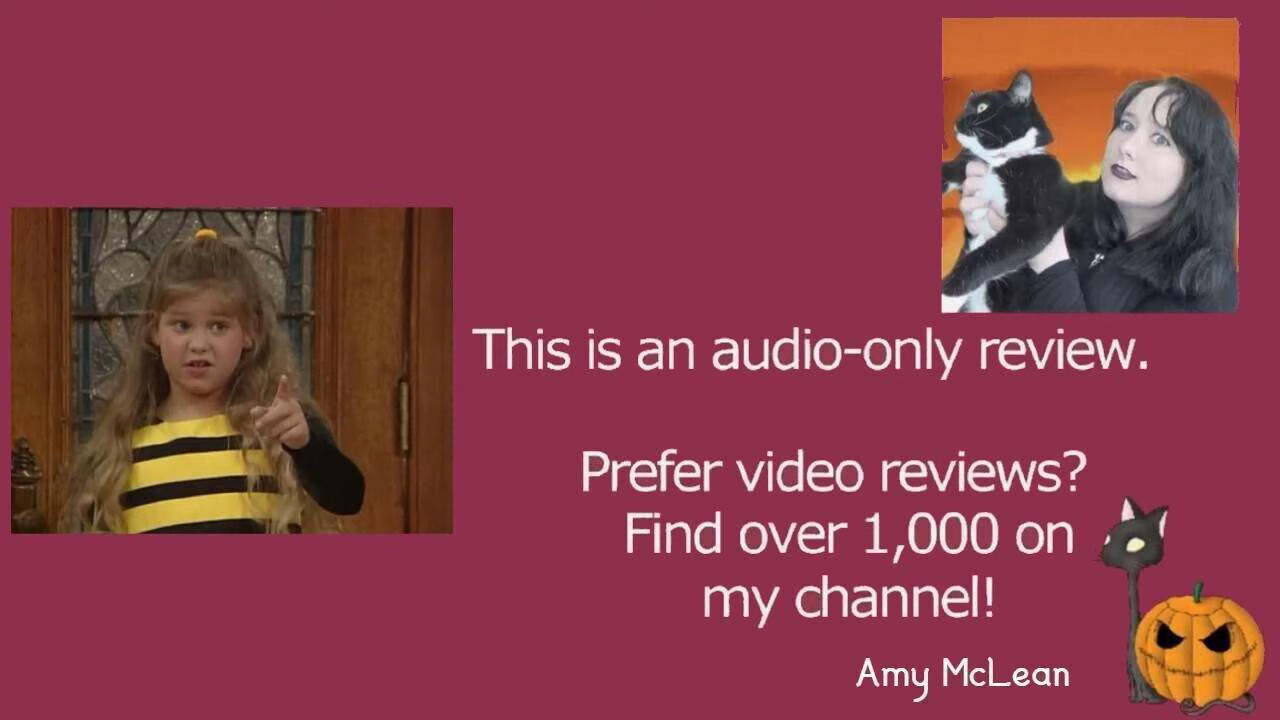 This is an audio-only review.
Prefer video reviews?
Find over 1,000 on
my channel!
Amy McLean